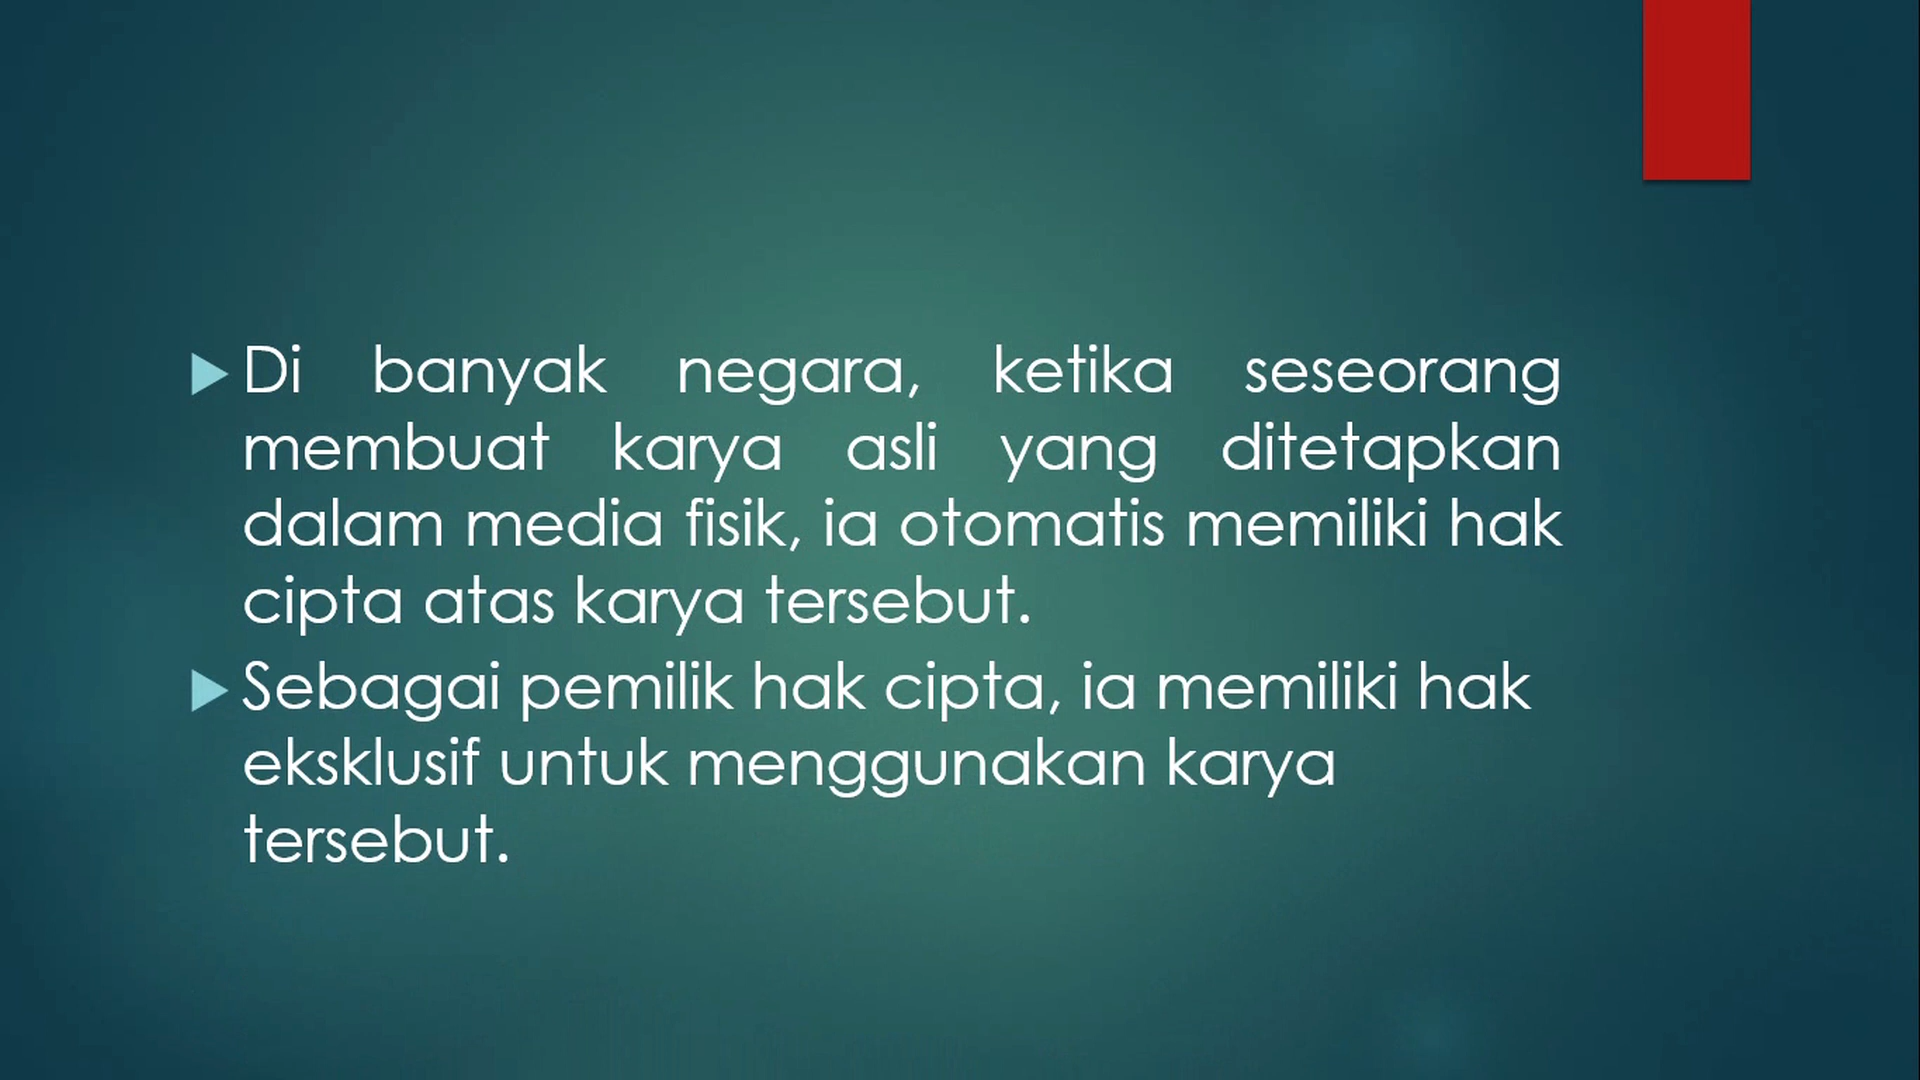 Di banyak negara, ketika seseorang
membuat karya asli yang ditetapkan
dalam media fisik, ia otomatis memiliki hak
cipta atas karya tersebut.
Sebagai pemilik hak cipta, ia memiliki hak
eksklusif untuk menggunakan karya
tersebut.